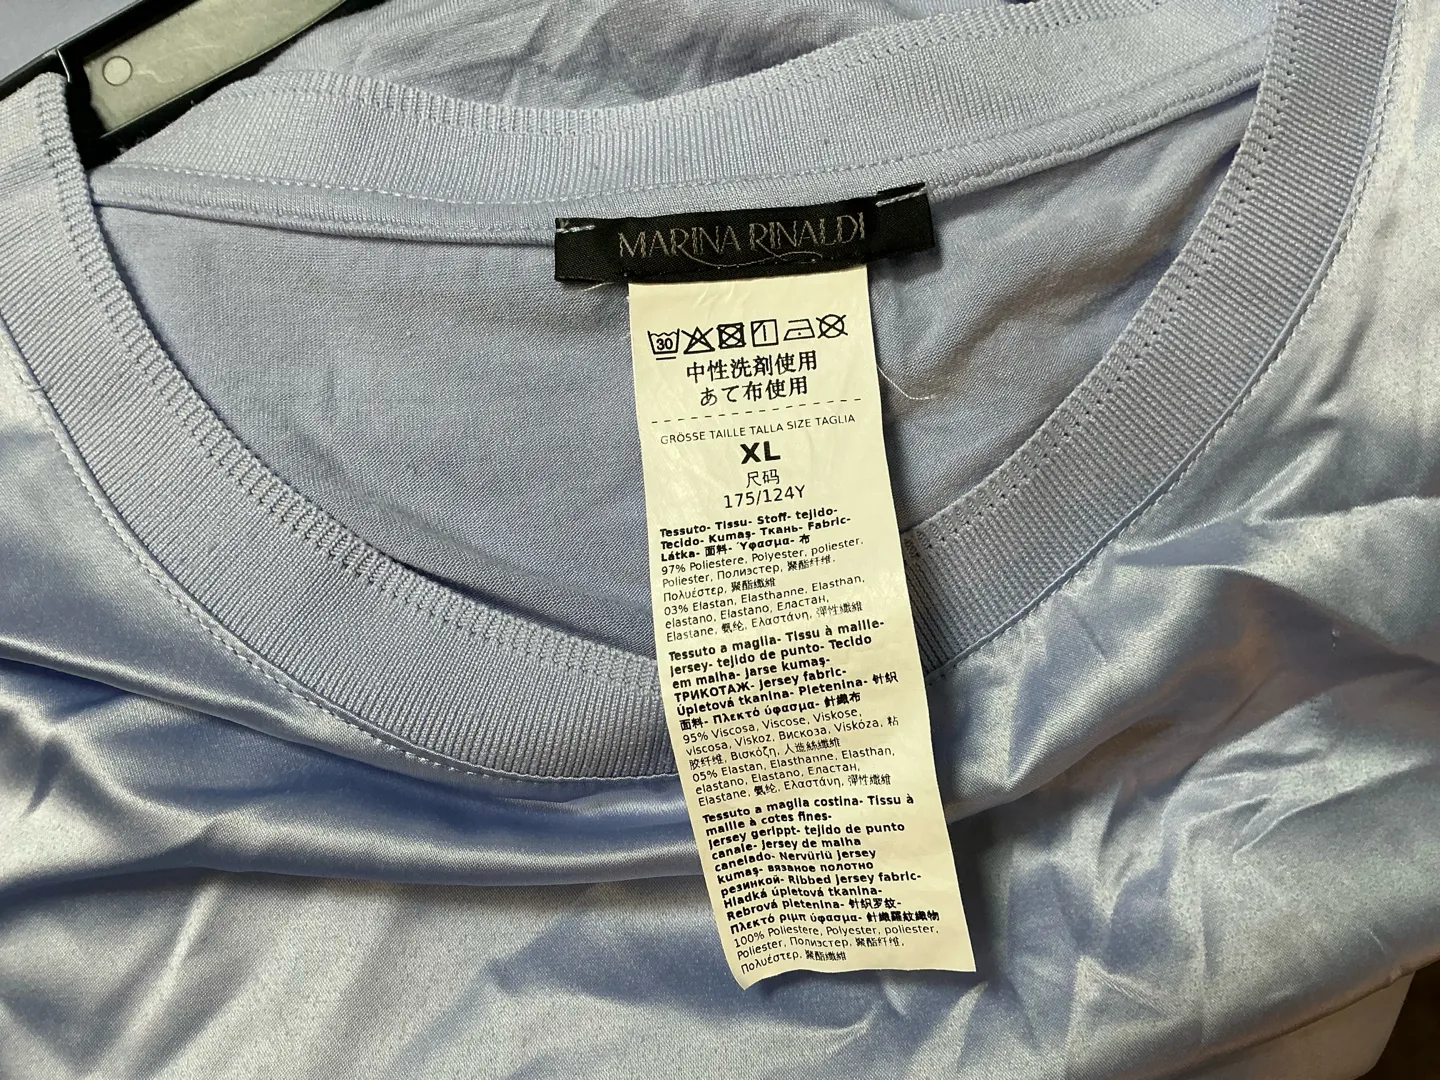 MARINA RINALDI
30
中性洗剤使用
あて布使用
GRÖSSE TAILLE TALLA SIZE TAGLIA
XL
尺码
175/124Y
Tessuto- Tissu- Stoff- tejido-
Tecido- Kumaş- Ткань- Fabric-
Látka- 面料- Ύφασμα- 布
97% Poliestere, Polyester, poliester,
Poliester, Полиэстер, 聚酯纤维,
Πολυέστερ, 聚酯纖維
03% Elastan, Elasthanne, Elasthan,
elastano, Elastano, Еластан,
Elastane, 氨纶, Ελαστάνη, 彈性纖維
Tessuto a maglia- Tissu à maille-
Jersey- tejido de punto- Tecido
em malha- Jarse kumaş-
ТРИКОТАЖ- jersey fabric-
Úpletová tkanina- Pletenina- 针织
面料- Πλεκτό ύφασμα- 針織布
95% Viscosa, Viscose, Viskose,
viscosa, Viskoz, Вискоза, Viskóza, 粘
胶纤维, Βισκόζη, 人造絲纖維
05% Elastan, Elasthanne, Elasthan,
elastano, Elastano, Еластан,
Elastane, 氨纶, Ελαστάνη, 彈性纖維
Tessuto a maglia costina- Tissu à
maille à cotes fines-
Jersey gerippt- tejido de punto
canale- Jersey de malha
canelado- Nervürlü jersey
kumaş- вязаное полотно
резинкой- Ribbed jersey fabric-
Hladká úpletová tkanina-
Rebrová pletenina- 针织罗纹-
Πλεκτό ριμπ ύφασμα- 針織羅紋織物
100% Poliestere, Polyester, poliester,
Poliester, Полиэстер, 聚酯纤维,
Πολυέστερ, 聚酯纖維